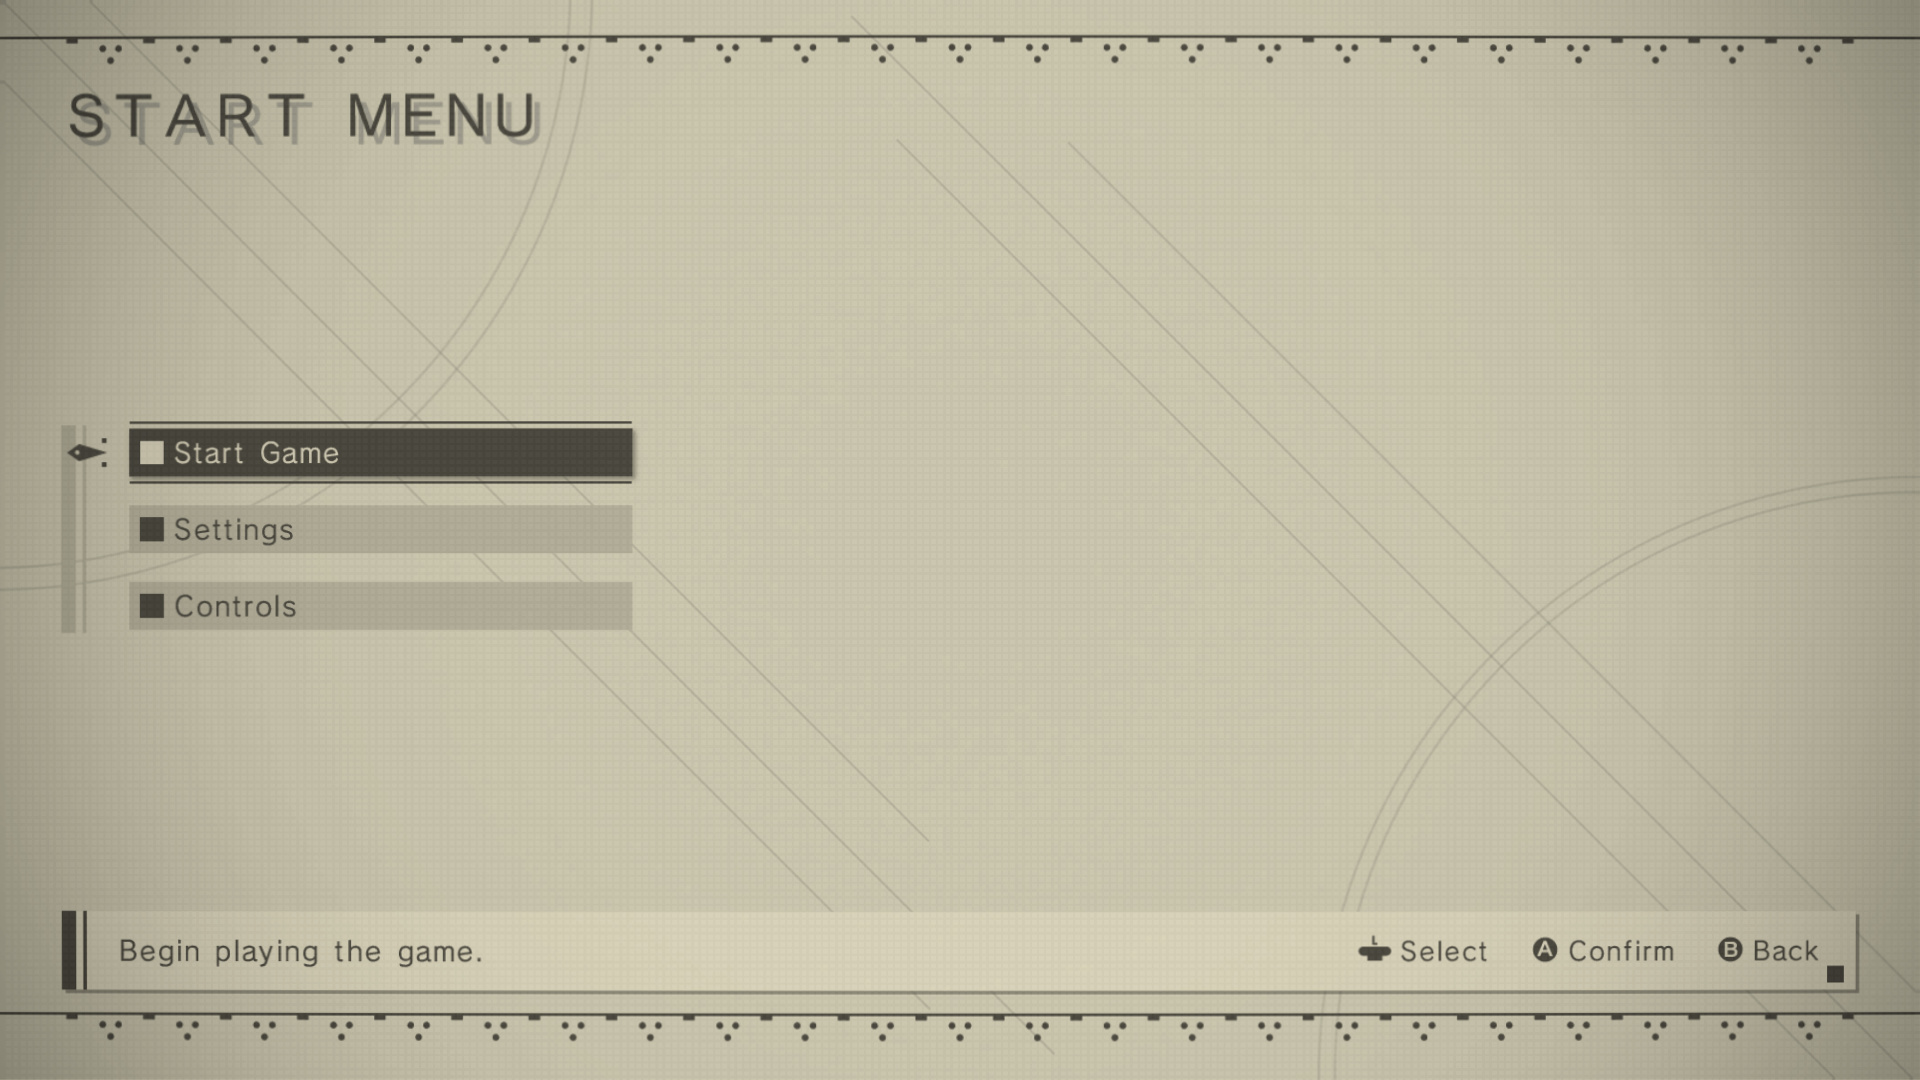 START MENU
Start Game
Settings
Controls
Begin playing the game.
L Select A Confirm B Back